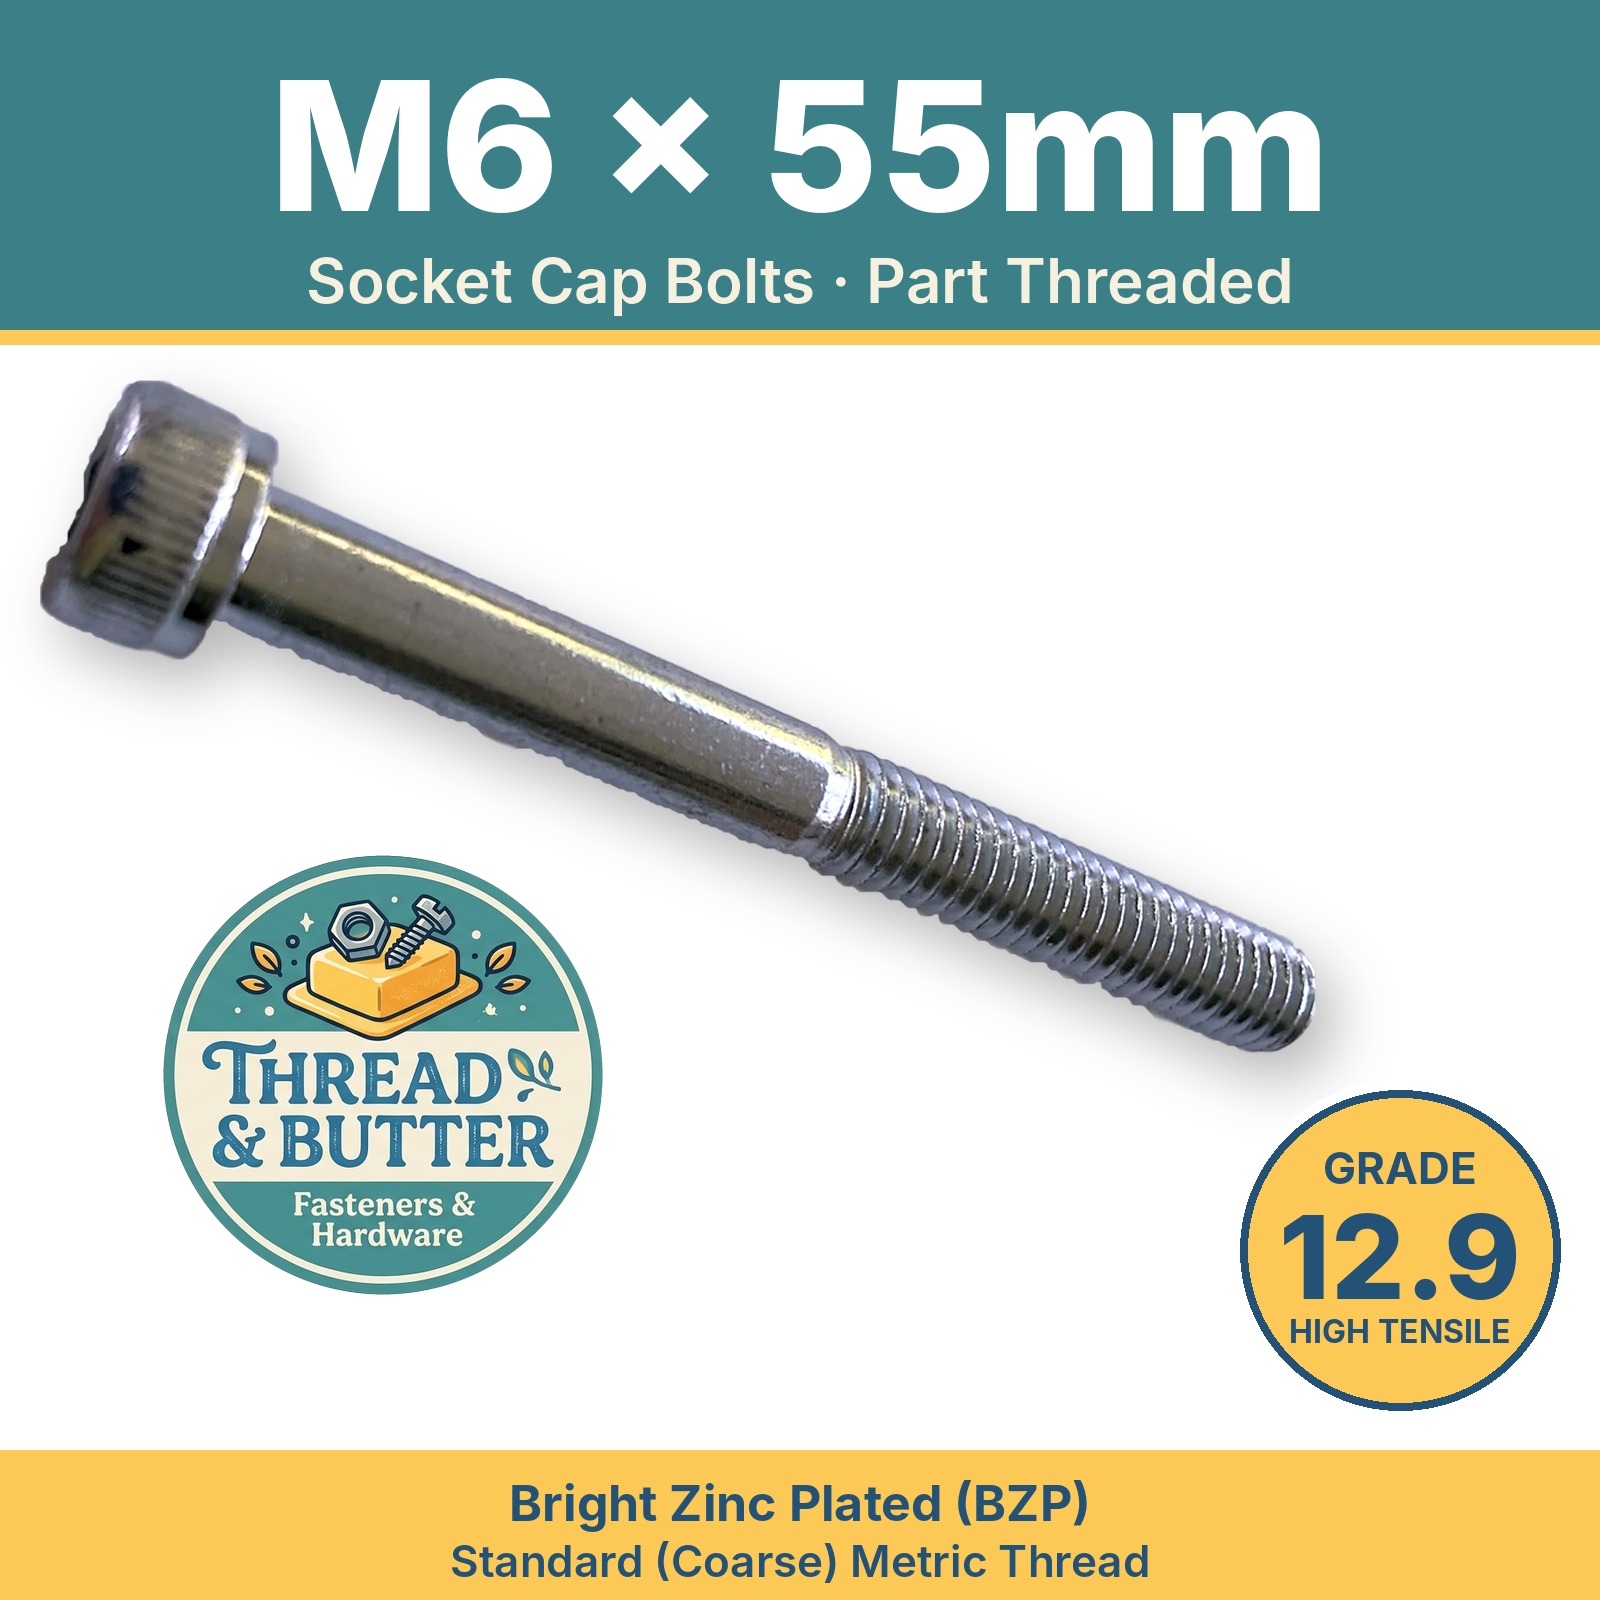 M6 × 55mm
Socket Cap Bolts · Part Threaded
THREAD
& BUTTER
Fasteners &
Hardware
GRADE
12.9
HIGH TENSILE
Bright Zinc Plated (BZP)
Standard (Coarse) Metric Thread